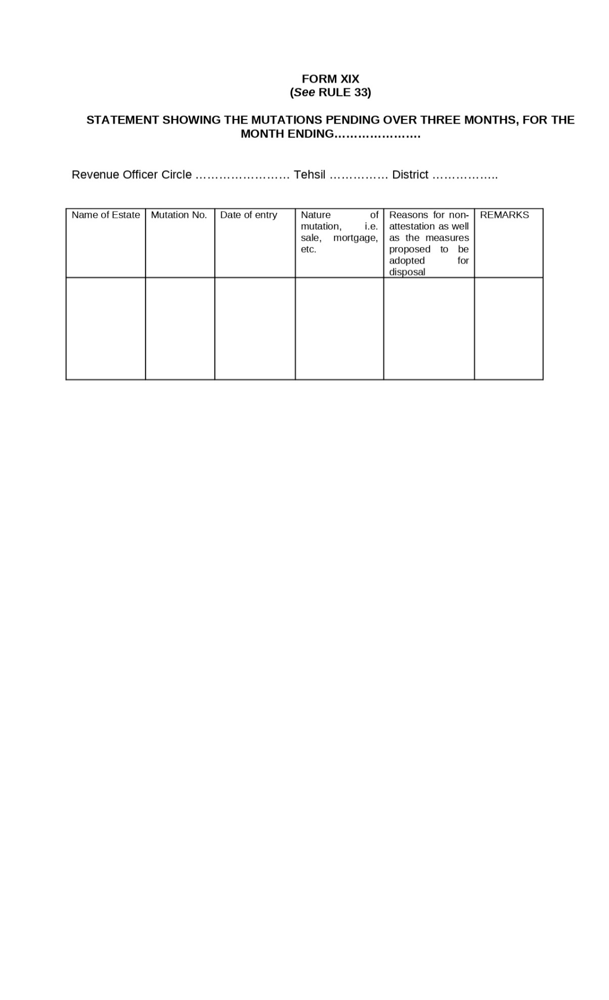 FORM XIX
(See RULE 33)
STATEMENT SHOWING THE MUTATIONS PENDING OVER THREE MONTHS, FOR THE
MONTH ENDING………………….
Revenue Officer Circle …………………… Tehsil …………… District ……………..
Name of Estate
Mutation No.
Date of entry
Nature of
mutation, i.e.
sale, mortgage,
etc.
Reasons for non-
attestation as well
as the measures
proposed to be
adopted for
disposal
REMARKS